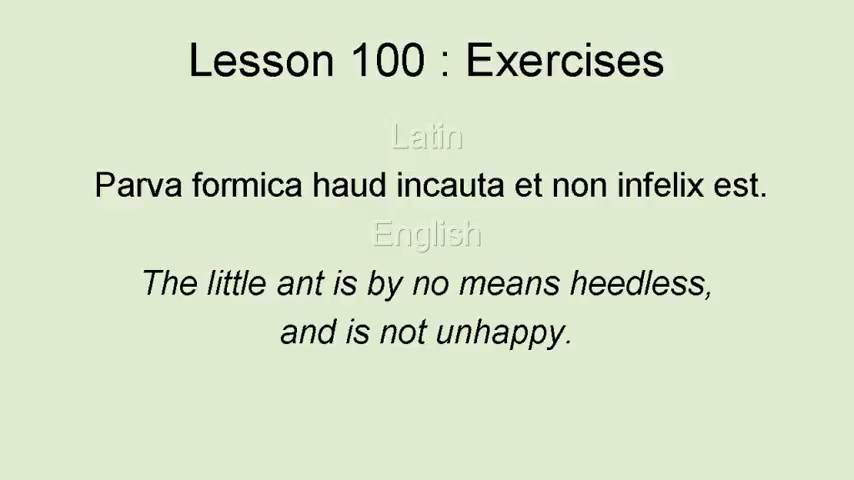 Lesson 100 : Exercises
Latin
Parva formica haud incauta et non infelix est.
English
The little ant is by no means heedless,
and is not unhappy.